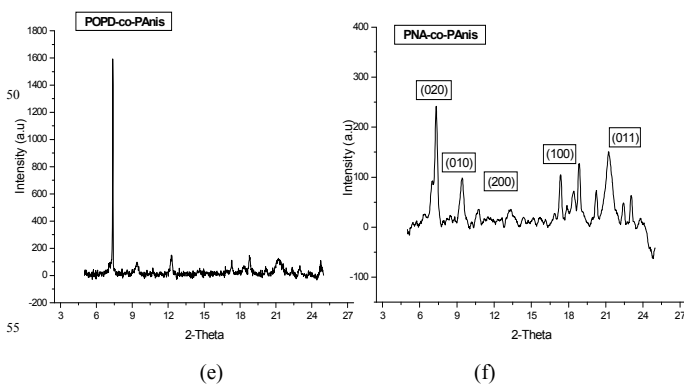 POPD-co-PAnis
1800
1600
1400
1200
1000
800
600
400
200
0
-200
Intensity (a.u)
3 6 9 12 15 18 21 24 27
2-Theta
(e)
50
55
PNA-co-PAnis
400
300
200
100
0
-100
Intensity (a.u)
(020)
(010)
(200)
(100)
(011)
3 6 9 12 15 18 21 24 27
2-Theta
(f)